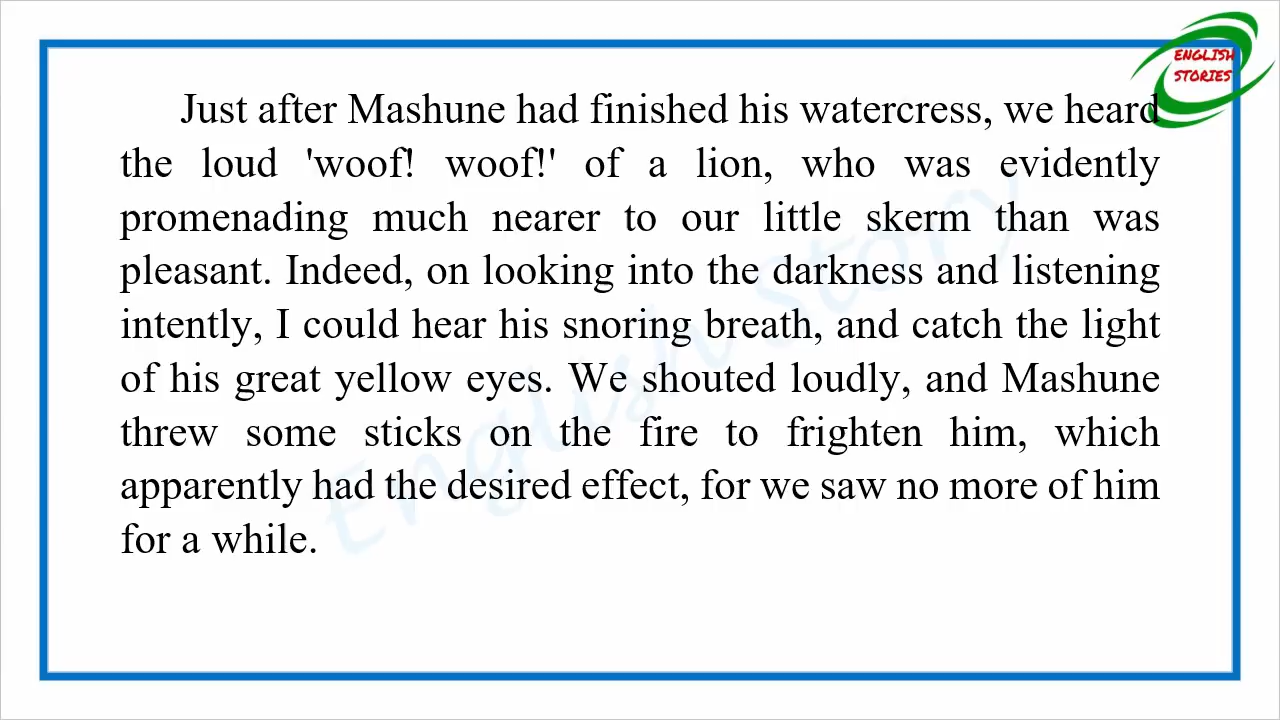 ENGLISH
STORIES
Just after Mashune had finished his watercress, we heard
the loud 'woof! woof!' of a lion, who was evidently
promenading much nearer to our little skerm than was
pleasant. Indeed, on looking into the darkness and listening
intently, I could hear his snoring breath, and catch the light
of his great yellow eyes. We shouted loudly, and Mashune
threw some sticks on the fire to frighten him, which
apparently had the desired effect, for we saw no more of him
for a while.
English Story